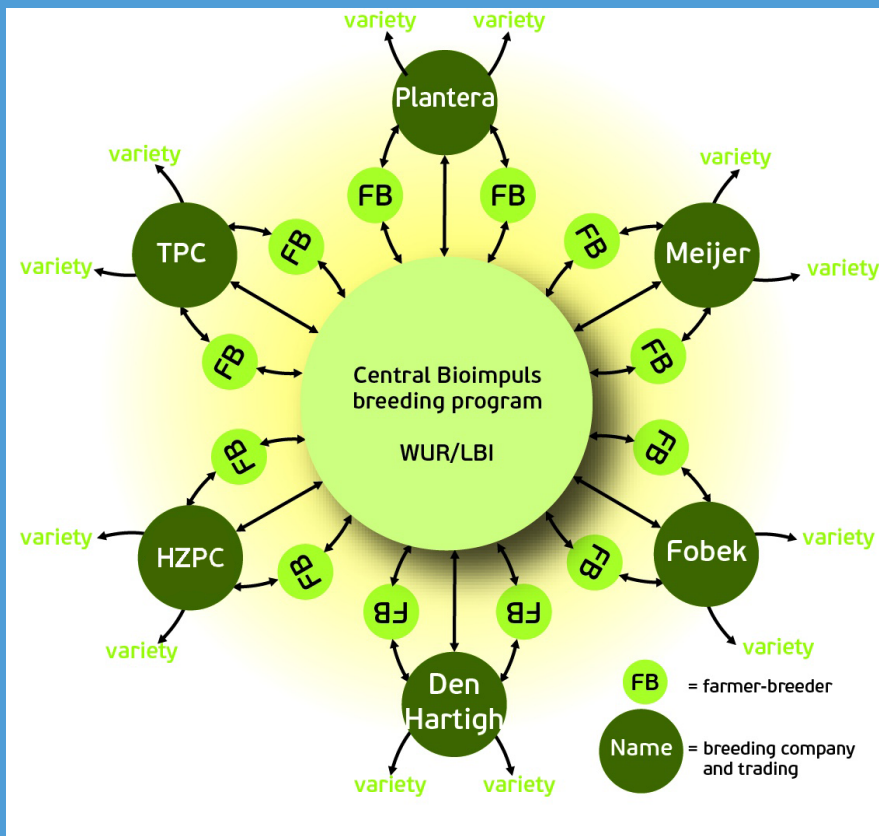 variety
variety
Plantera
variety
variety
FB
FB
TPC
FB
FB
Meijer
variety
variety
FB
FB
Central Bioimpuls
breeding program
WUR/LBI
FB
FB
variety
HZPC
FB
FB
Fobek
variety
FB
FB
variety
variety
Den
Hartigh
FB
= farmer-breeder
Name
= breeding company
and trading
variety
variety